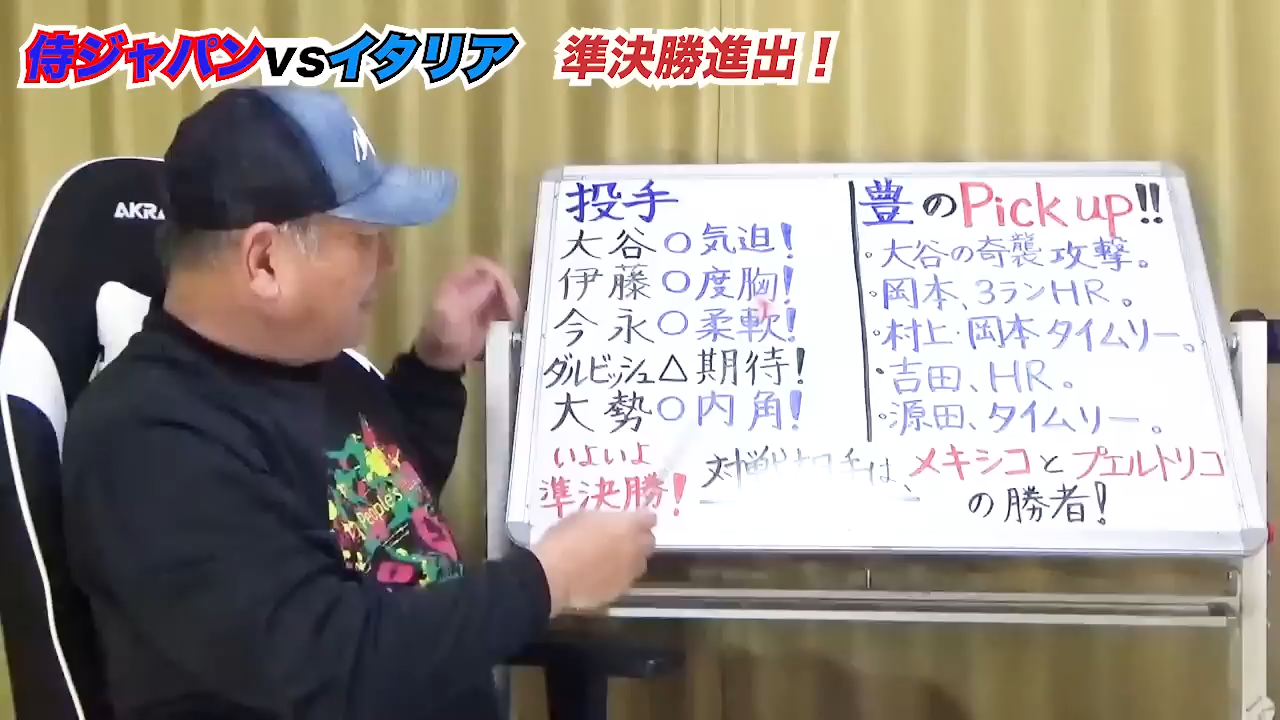 侍ジャパンvsイタリア 準決勝進出！
AKRA
People's
投手
大谷○気迫!
伊藤○度胸!
今永○柔軟!
ダルビッシュ△期待!
大勢○内角!
いよいよ
準決勝!
豊のPick up!!
・大谷の奇襲攻撃。
・岡本、3ランHR。
・村上・岡本タイムリー。
・吉田、HR。
・源田、タイムリー。
対戦は、メキシコとプエルトリコ
の勝者!